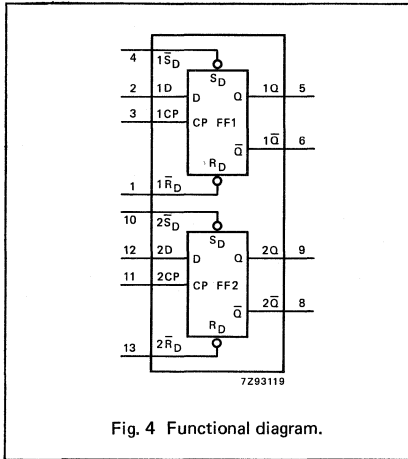 4 1S̅D
SD
2 1D D Q 1Q 5
3 1CP CP FF1
Q̅ 1Q̅ 6
RD
1 1R̅D
10 2S̅D
SD
12 2D D Q 2Q 9
11 2CP CP FF2
Q̅ 2Q̅ 8
RD
13 2R̅D
7Z93119
Fig. 4 Functional diagram.